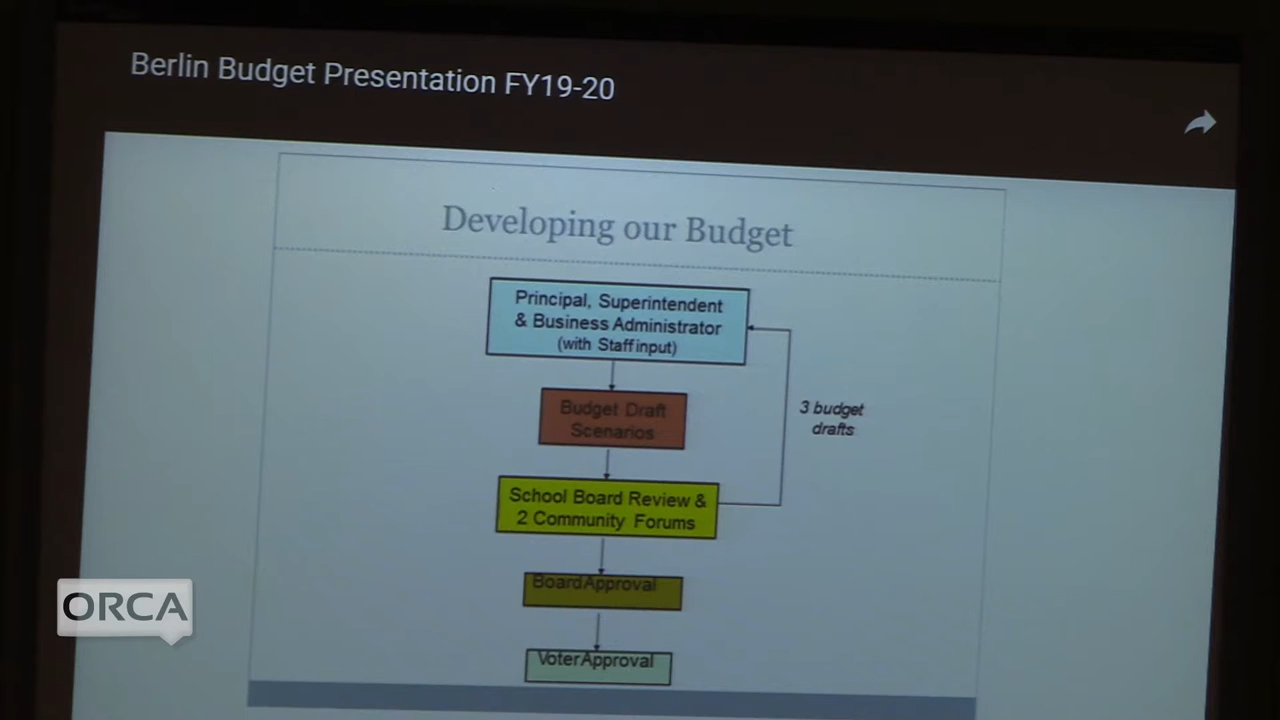 Berlin Budget Presentation FY19-20
Developing our Budget
Principal, Superintendent
& Business Administrator
(with Staff input)
Budget Draft
Scenarios
3 budget
drafts
School Board Review &
2 Community Forums
Board Approval
Voter Approval
ORCA